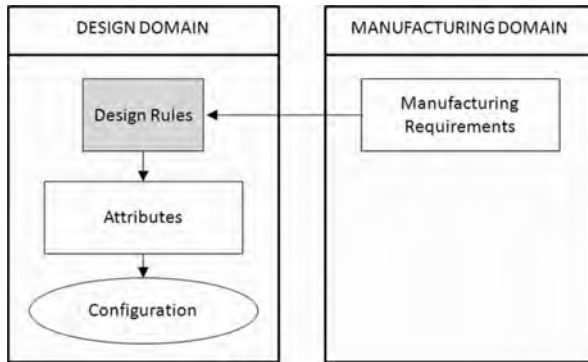 DESIGN DOMAIN
MANUFACTURING DOMAIN
Design Rules
Manufacturing
Requirements
Attributes
Configuration